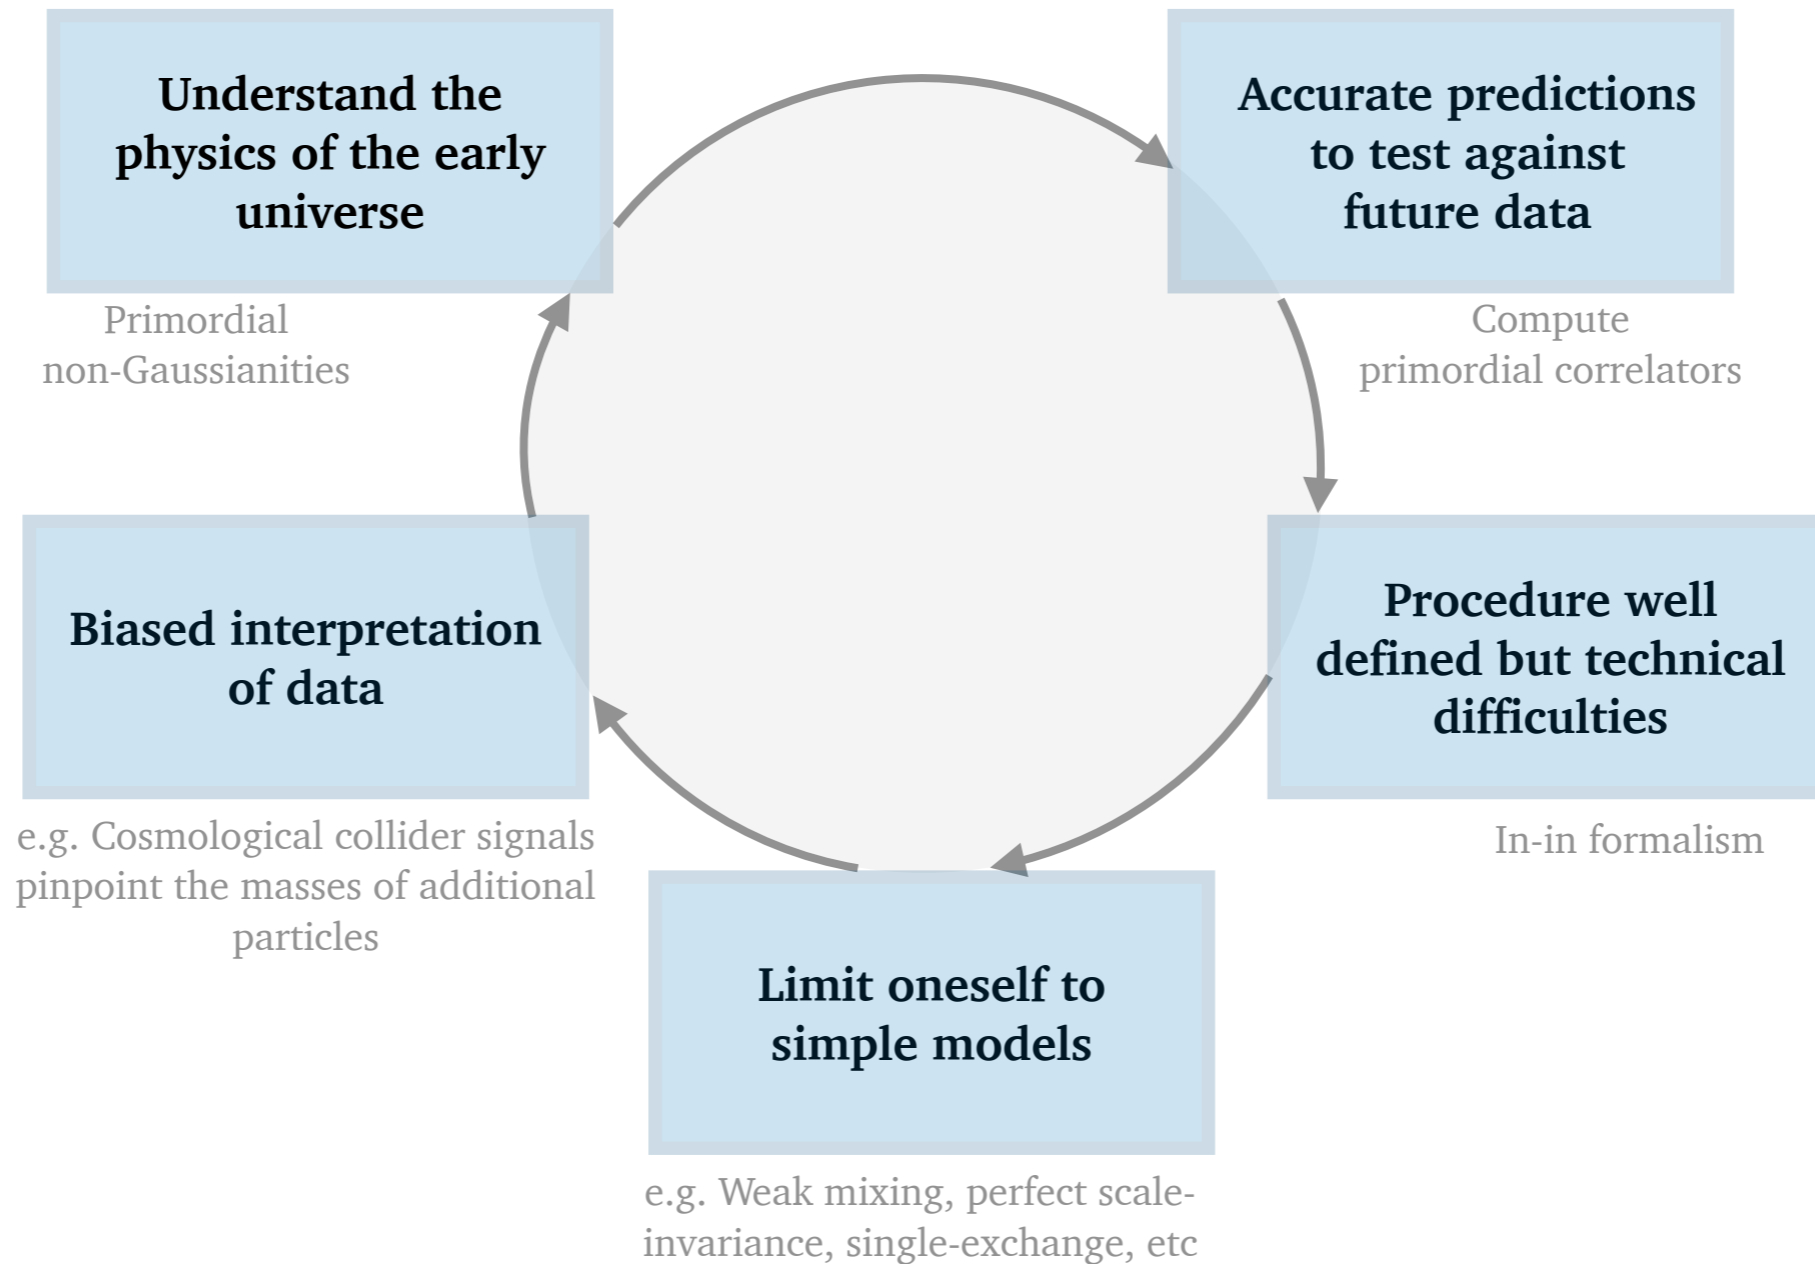 Understand the
physics of the early
universe
Primordial
non-Gaussianities
Accurate predictions
to test against
future data
Compute
primordial correlators
Procedure well
defined but technical
difficulties
In-in formalism
Limit oneself to
simple models
e.g. Weak mixing, perfect scale-
invariance, single-exchange, etc
Biased interpretation
of data
e.g. Cosmological collider signals
pinpoint the masses of additional
particles